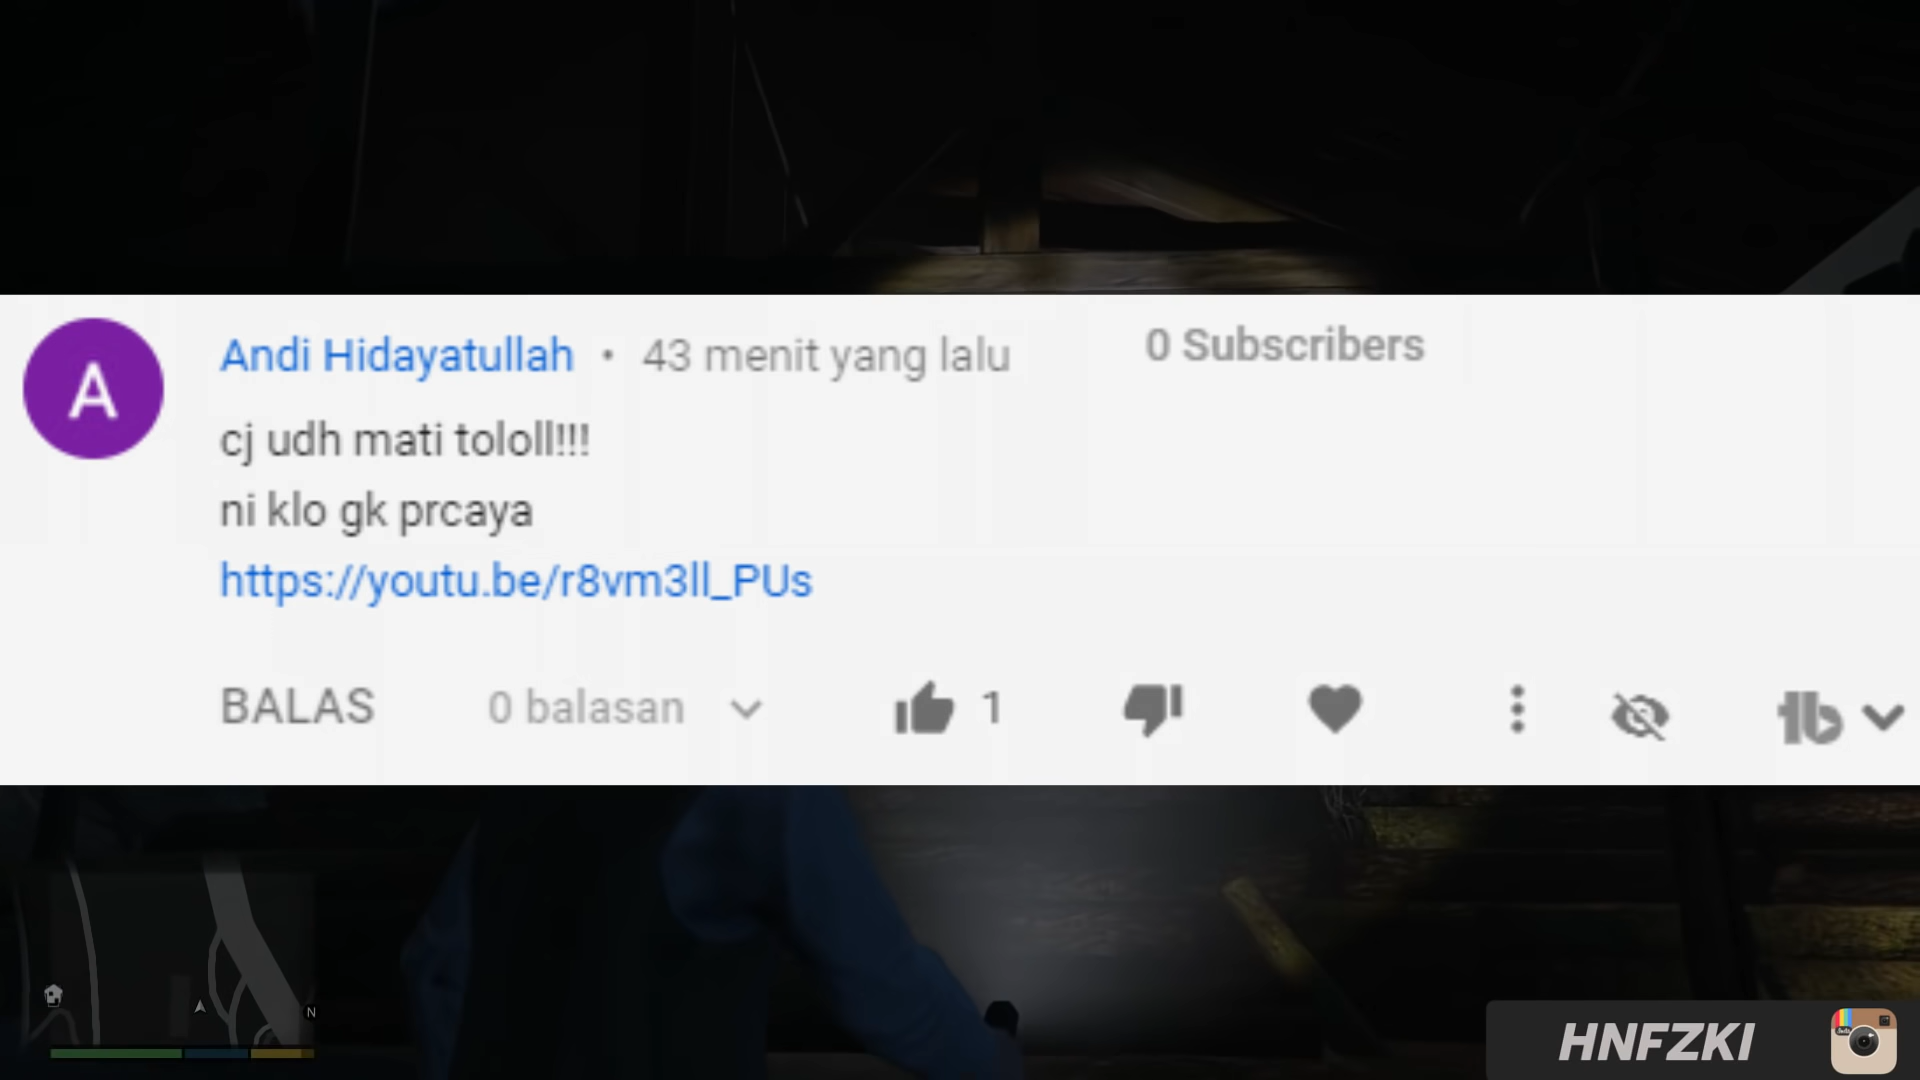 A
Andi Hidayatullah • 43 menit yang lalu 0 Subscribers
cj udh mati tololl!!!
ni klo gk prcaya
https://youtu.be/r8vm3ll_PUs
BALAS 0 balasan 1
N
HNFZKI